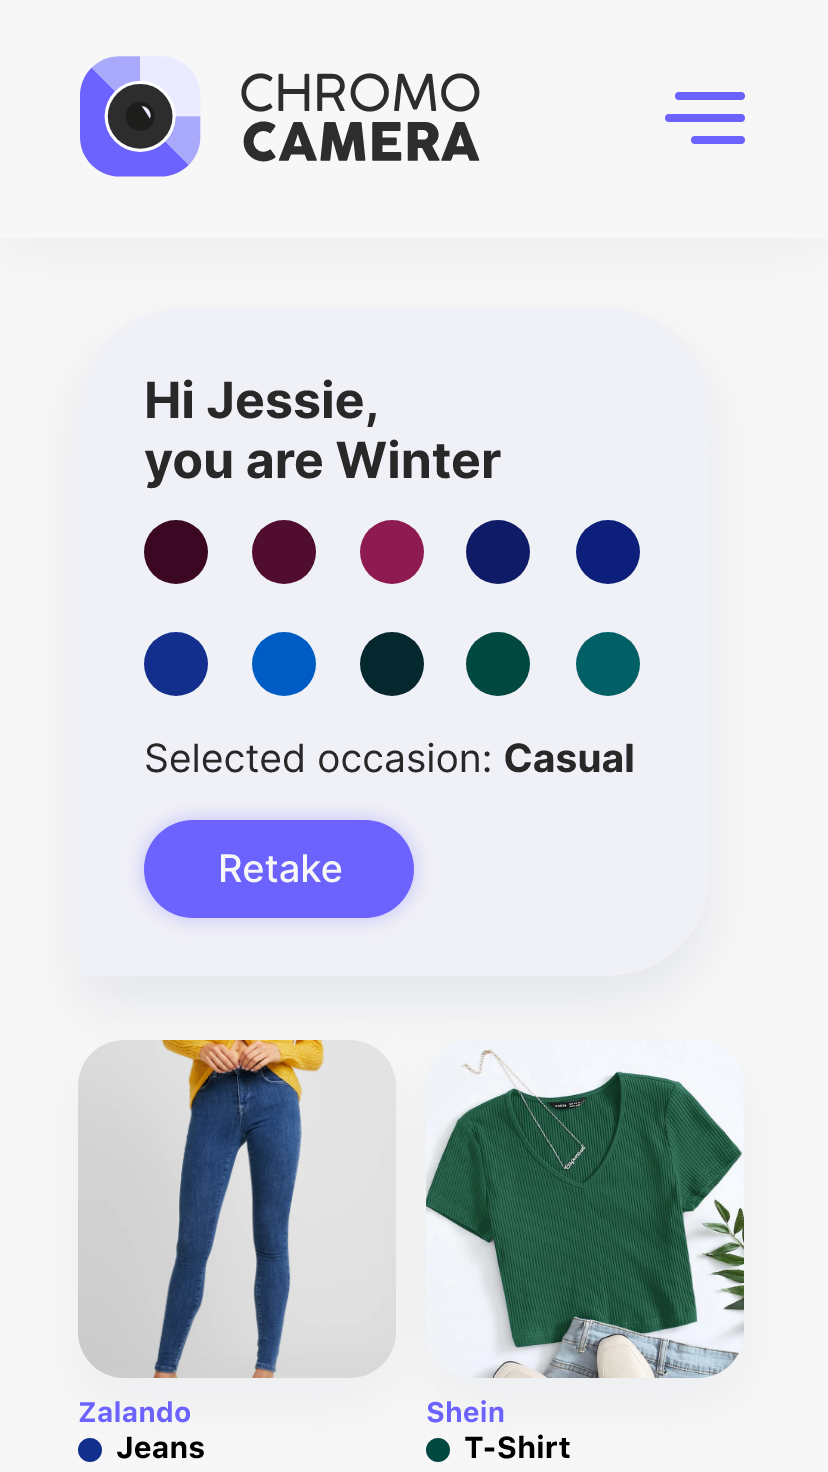 CHROMO
CAMERA
Hi Jessie,
you are Winter
Selected occasion: Casual
Retake
Zalando
Jeans
Shein
T-Shirt